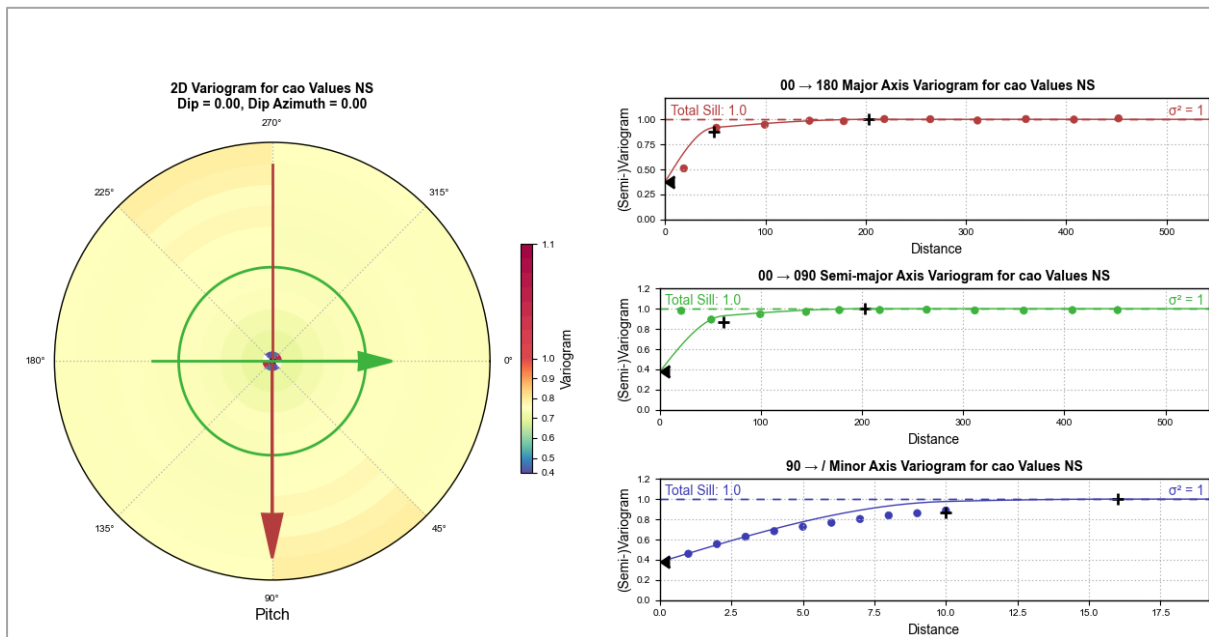 2D Variogram for cao Values NS
Dip = 0.00, Dip Azimuth = 0.00
270°
225°
315°
180°
0°
135°
45°
90°
Pitch
1.1
1.0
0.9
0.8
0.7
0.6
0.5
0.4
Variogram
00 → 180 Major Axis Variogram for cao Values NS
Total Sill: 1.0
σ² = 1
1.00
0.75
0.50
0.25
0.00
(Semi-)Variogram
0 100 200 300 400 500
Distance
00 → 090 Semi-major Axis Variogram for cao Values NS
Total Sill: 1.0
σ² = 1
1.2
1.0
0.8
0.6
0.4
0.2
0.0
(Semi-)Variogram
0 100 200 300 400 500
Distance
90 → / Minor Axis Variogram for cao Values NS
Total Sill: 1.0
σ² = 1
1.2
1.0
0.8
0.6
0.4
0.2
0.0
(Semi-)Variogram
0.0 2.5 5.0 7.5 10.0 12.5 15.0 17.5
Distance